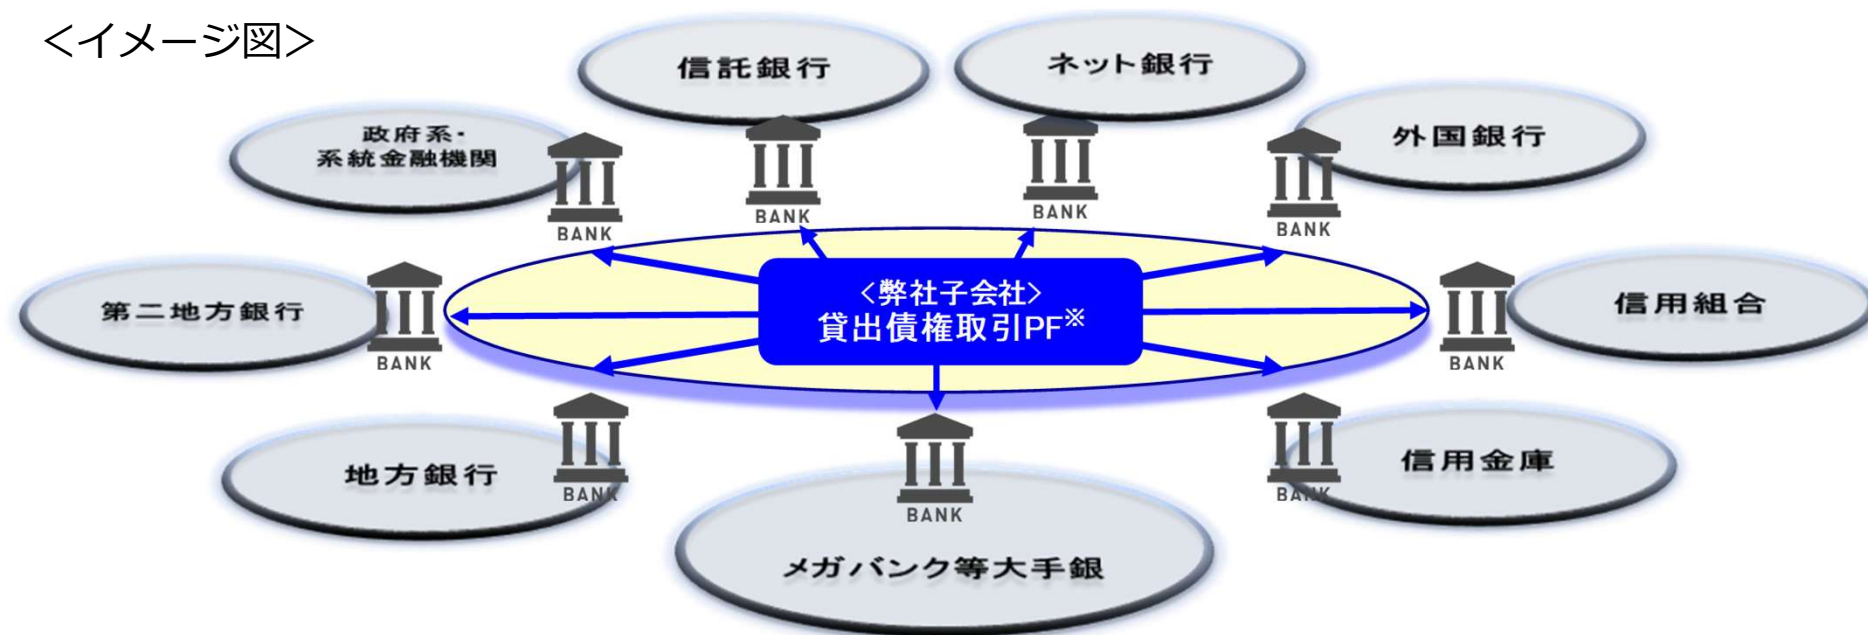 ＜イメージ図＞
信託銀行
ネット銀行
政府系・
系統金融機関
外国銀行
BANK
BANK
BANK
BANK
第二地方銀行
BANK
＜弊社子会社＞
貸出債権取引PF※
BANK
信用組合
地方銀行
BANK
BANK
BANK
信用金庫
メガバンク等大手銀